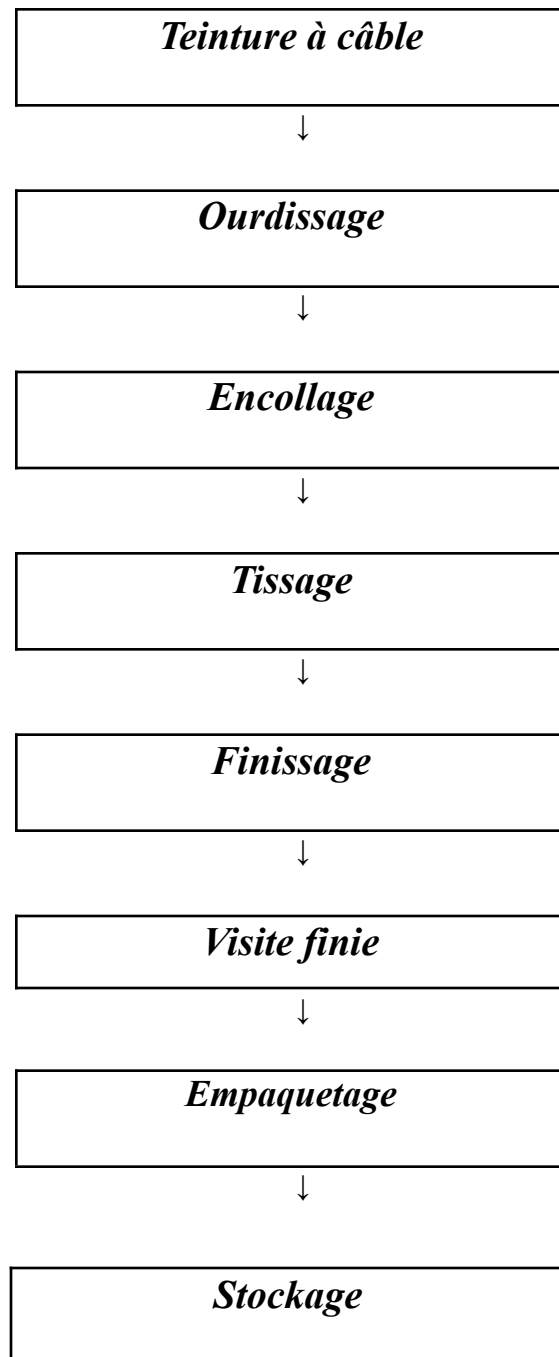 Teinture à câble
↓
Ourdissage
↓
Encollage
↓
Tissage
↓
Finissage
↓
Visite finie
↓
Empaquetage
↓
Stockage